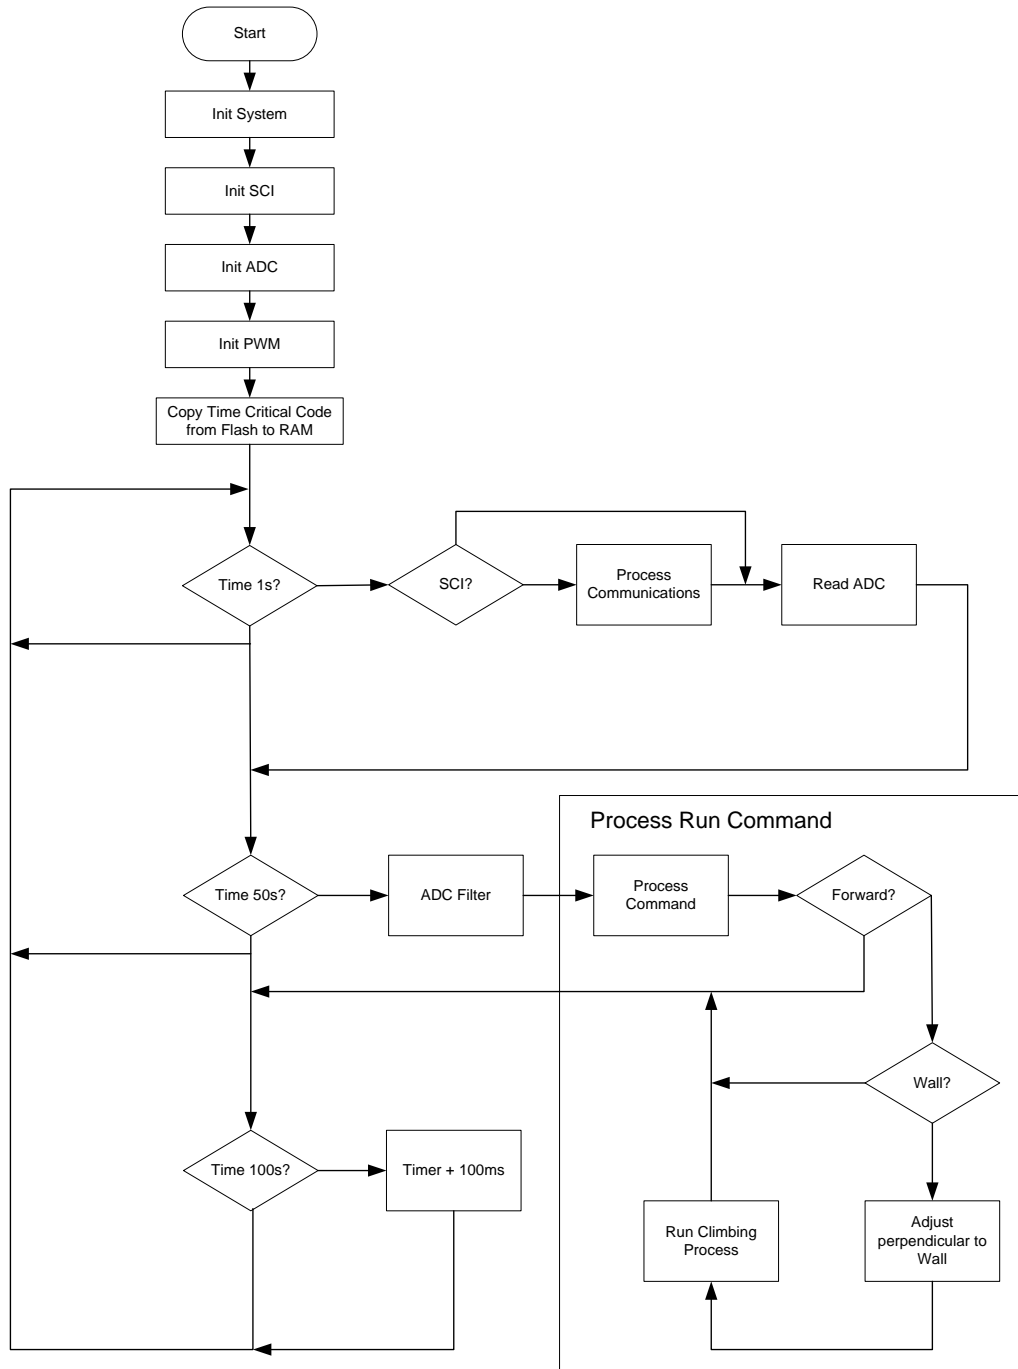 Start
Init System
Init SCI
Init ADC
Init PWM
Copy Time Critical Code
from Flash to RAM
Time 1s?
SCI?
Process
Communications
Read ADC
Process Run Command
Time 50s?
ADC Filter
Process
Command
Forward?
Wall?
Time 100s?
Timer + 100ms
Run Climbing
Process
Adjust
perpendicular to
Wall